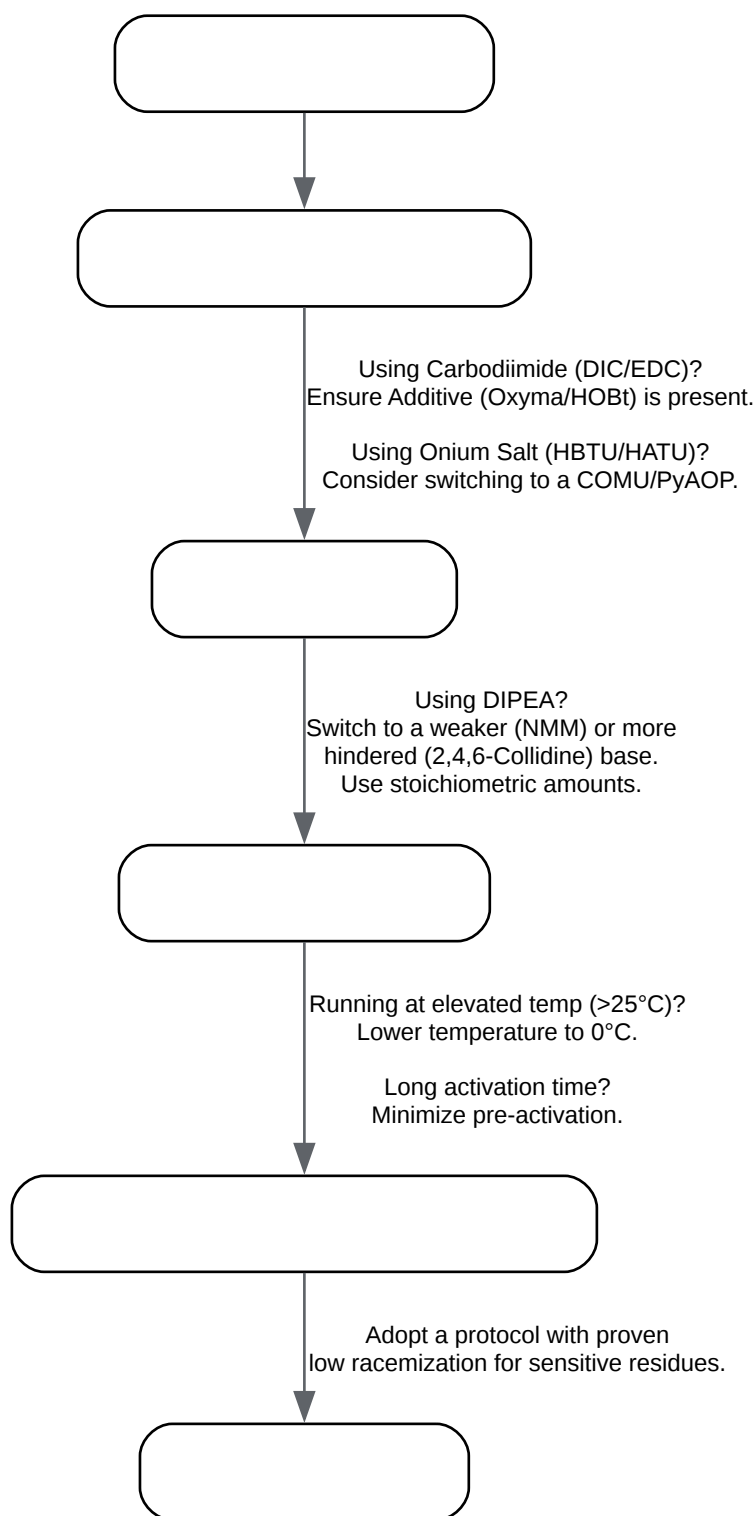 Using Carbodiimide (DIC/EDC)?
Ensure Additive (Oxyma/HOBt) is present.
Using Onium Salt (HBTU/HATU)?
Consider switching to a COMU/PyAOP.
Using DIPEA?
Switch to a weaker (NMM) or more
hindered (2,4,6-Collidine) base.
Use stoichiometric amounts.
Running at elevated temp (>25°C)?
Lower temperature to 0°C.
Long activation time?
Minimize pre-activation.
Adopt a protocol with proven
low racemization for sensitive residues.